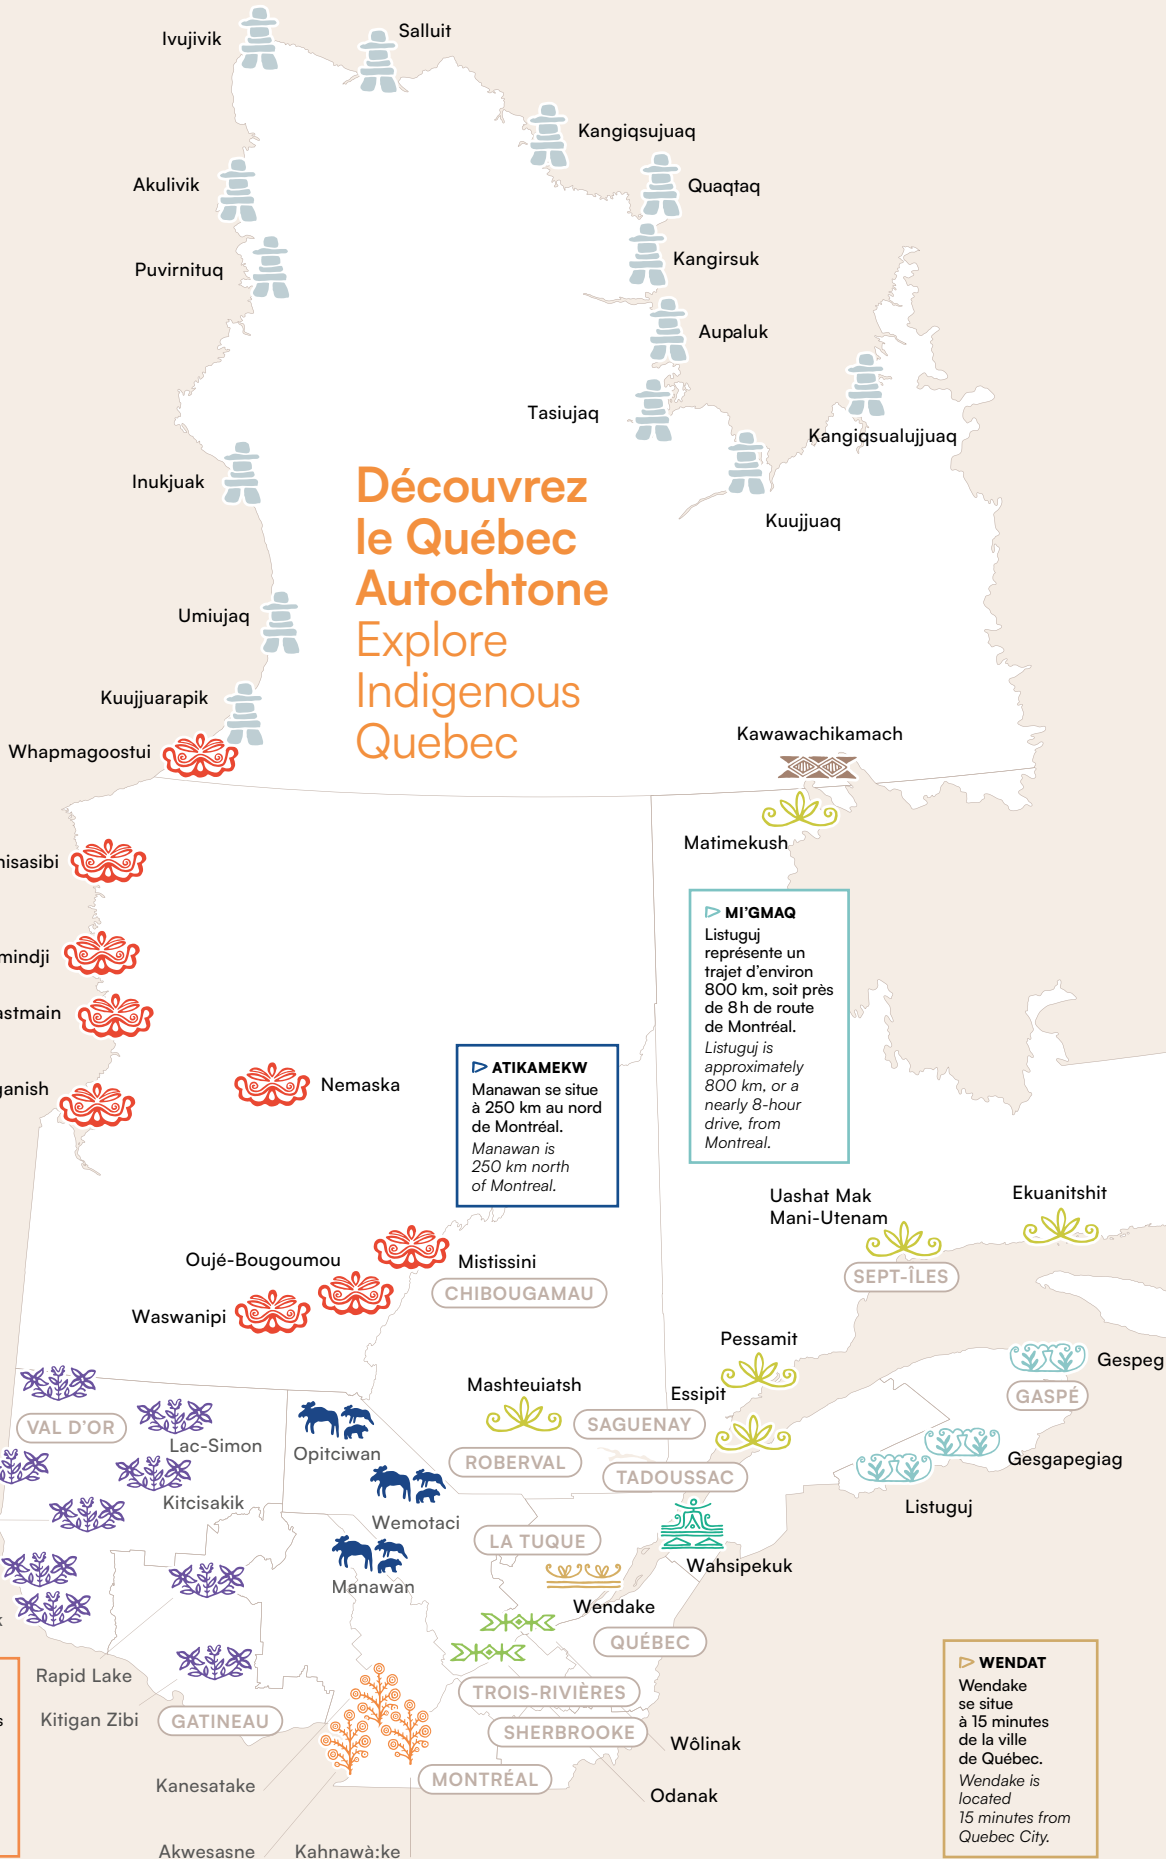 Ivujivik
Salluit
Kangiqsujuaq
Akulivik
Quaqtaq
Puvirnituq
Kangirsuk
Aupaluk
Tasiujaq
Kangiqsualujjuaq
Inukjuak
Kuujjuaq
Découvrez
le Québec
Autochtone
Explore
Indigenous
Quebec
Umiujaq
Kuujjuarapik
Whapmagoostui
Kawawachikamach
Matimekush
nisasibi
mindji
astmain
ganish
Nemaska
MI'GMAQ
Listuguj
représente un
trajet d'environ
800 km, soit près
de 8h de route
de Montréal.
Listuguj is
approximately
800 km, or a
nearly 8-hour
drive, from
Montreal.
ATIKAMEKW
Manawan se situe
à 250 km au nord
de Montréal.
Manawan is
250 km north
of Montreal.
Uashat Mak
Mani-Utenam
Ekuanitshit
SEPT-ÎLES
Oujé-Bougoumou
Mistissini
CHIBOUGAMAU
Waswanipi
Pessamit
Gespeg
Mashteuiatsh
Essipit
GASPÉ
VAL D'OR
SAGUENAY
Lac-Simon
Opitciwan
ROBERVAL
TADOUSSAC
Gesgapegiag
Kitcisakik
Listuguj
Wemotaci
LA TUQUE
Wahsipekuk
Manawan
Wendake
k
QUÉBEC
Rapid Lake
TROIS-RIVIÈRES
s
Kitigan Zibi
GATINEAU
SHERBROOKE
Wôlinak
Kanesatake
MONTRÉAL
Odanak
Akwesasne
Kahnawà:ke
WENDAT
Wendake
se situe
à 15 minutes
de la ville
de Québec.
Wendake is
located
15 minutes from
Quebec City.